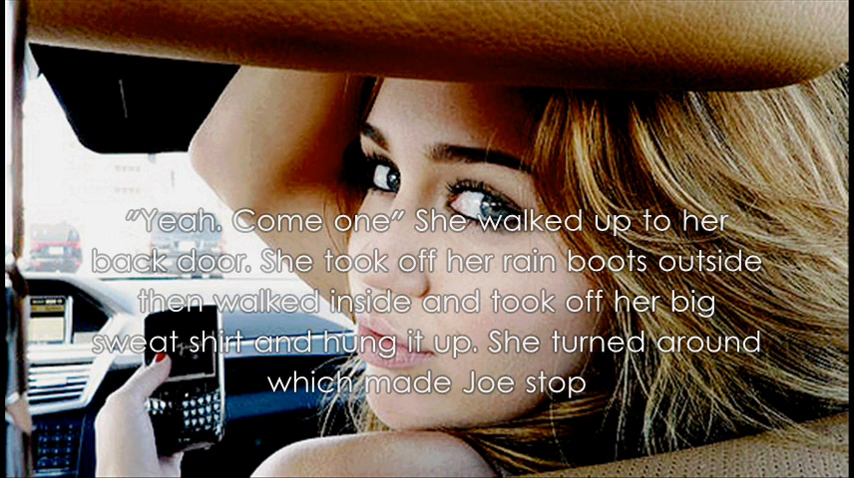 "Yeah. Come one" She walked up to her
back door. She took off her rain boots outside
then walked inside and took off her big
sweat shirt and hung it up. She turned around
which made Joe stop